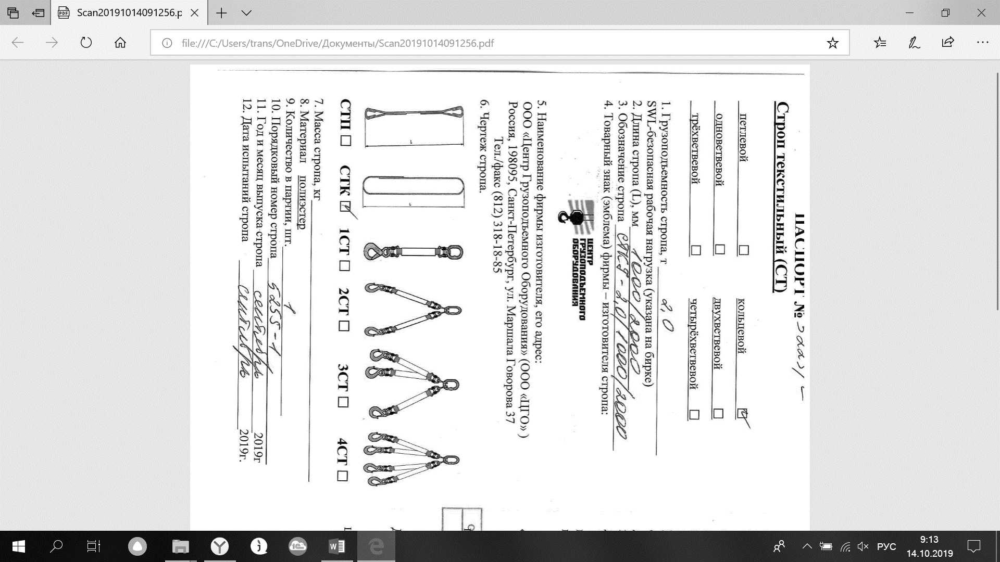 Scan20191014091256.p
file:///C:/Users/trans/OneDrive/Документы/Scan20191014091256.pdf
ПАСПОРТ №
Строп текстильный (СТ)
петлевой кольцевой
одноветвевой двухветвевой
трёхветвевой четырёхветвевой
1. Грузоподъемность стропа, т 2,0
SWL-безопасная рабочая нагрузка (указана на бирке)
2. Длина стропа (L), мм 1000/2000
3. Обозначение стропа 2,0/1000/2000
4. Товарный знак (эмблема) фирмы – изготовителя стропа:
ЦЕНТР
ГРУЗОПОДЪЕМНОГО
ОБОРУДОВАНИЯ
5. Наименование фирмы изготовителя, его адрес:
ООО «Центр Грузоподъемного Оборудования» (ООО «ЦГО» )
Россия, 198095, Санкт-Петербург, ул. Маршала Говорова 37
Тел./факс (812) 318-18-85
6. Чертеж стропа.
L L
СТП СТК 1СТ 2СТ 3СТ 4СТ
7. Масса стропа, кг
8. Материал полиэстер
9. Количество в партии, шт. 1
10. Порядковый номер стропа 5255-1
11. Год и месяц выпуска стропа сентябрь 2019г
12. Дата испытаний стропа сентябрь 2019г.
РУС
9:13
14.10.2019